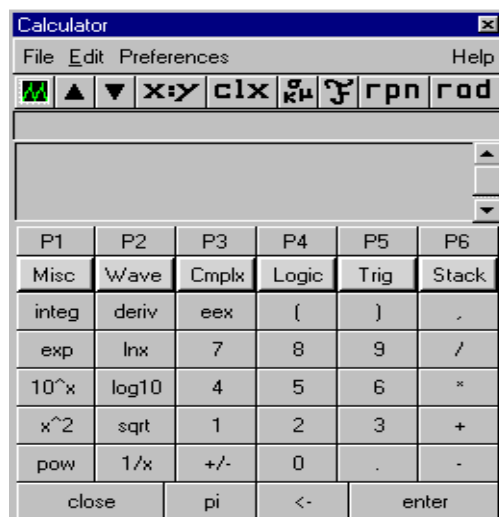 Calculator
File Edit Preferences Help
x:y clx rpn rad
P1 P2 P3 P4 P5 P6
Misc Wave Cmplx Logic Trig Stack
integ deriv eex ( ) ,
exp lnx 7 8 9 /
10^x log10 4 5 6 *
x^2 sqrt 1 2 3 +
pow 1/x +/- 0 . -
close pi <- enter